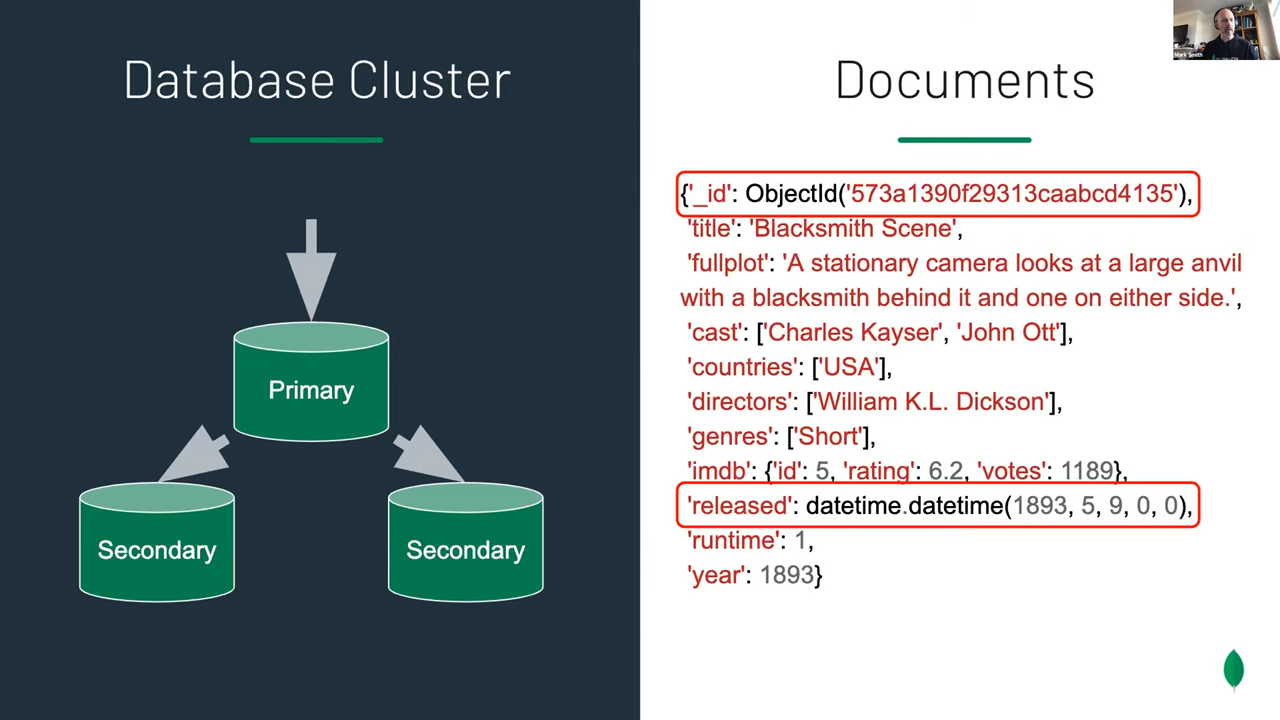 Database Cluster
Primary
Secondary
Secondary
Documents
{'_id': ObjectId('573a1390f29313caabcd4135'),
'title': 'Blacksmith Scene',
'fullplot': 'A stationary camera looks at a large anvil
with a blacksmith behind it and one on either side.',
'cast': ['Charles Kayser', 'John Ott'],
'countries': ['USA'],
'directors': ['William K.L. Dickson'],
'genres': ['Short'],
'imdb': {'id': 5, 'rating': 6.2, 'votes': 1189},
'released': datetime.datetime(1893, 5, 9, 0, 0),
'runtime': 1,
'year': 1893}
Mark Smith